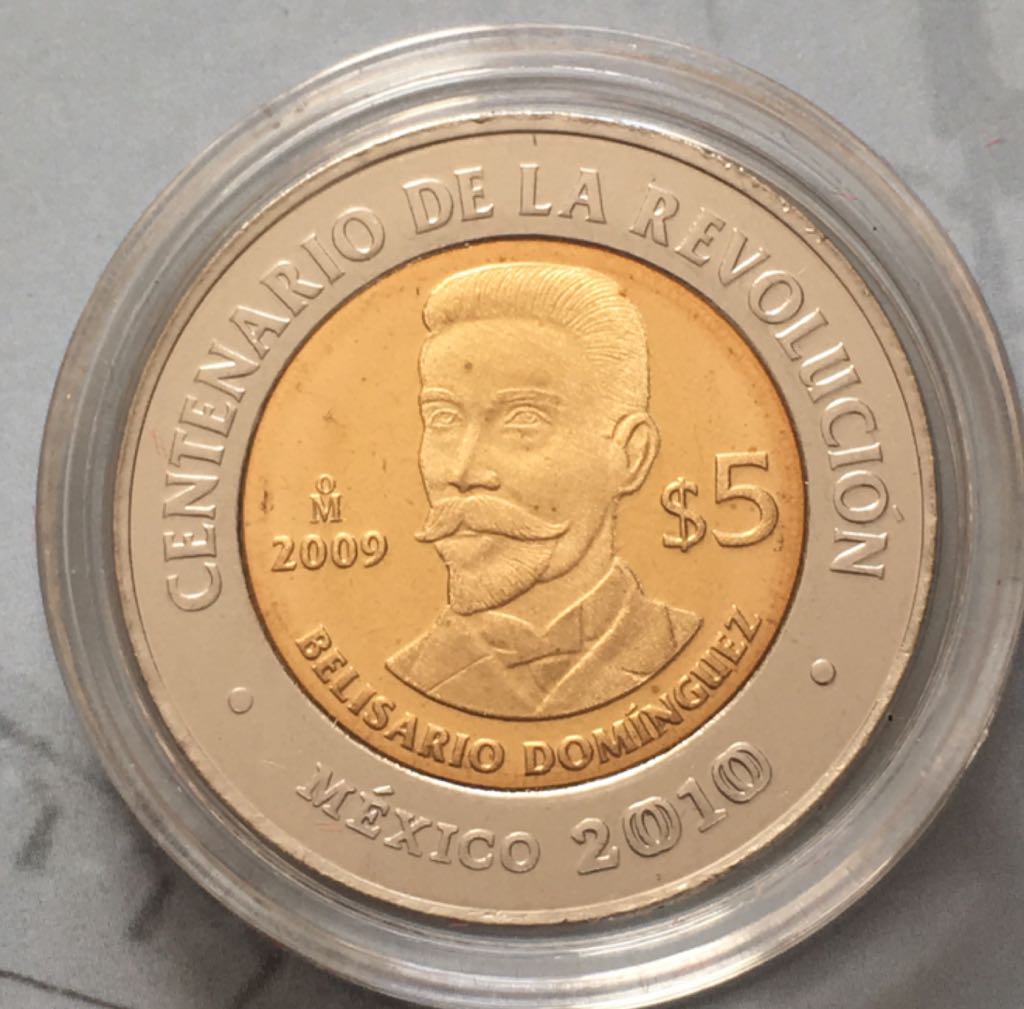 CENTENARIO DE LA REVOLUCIÓN
M̊
2009
$5
BELISARIO DOMÍNGUEZ
MÉXICO 2010